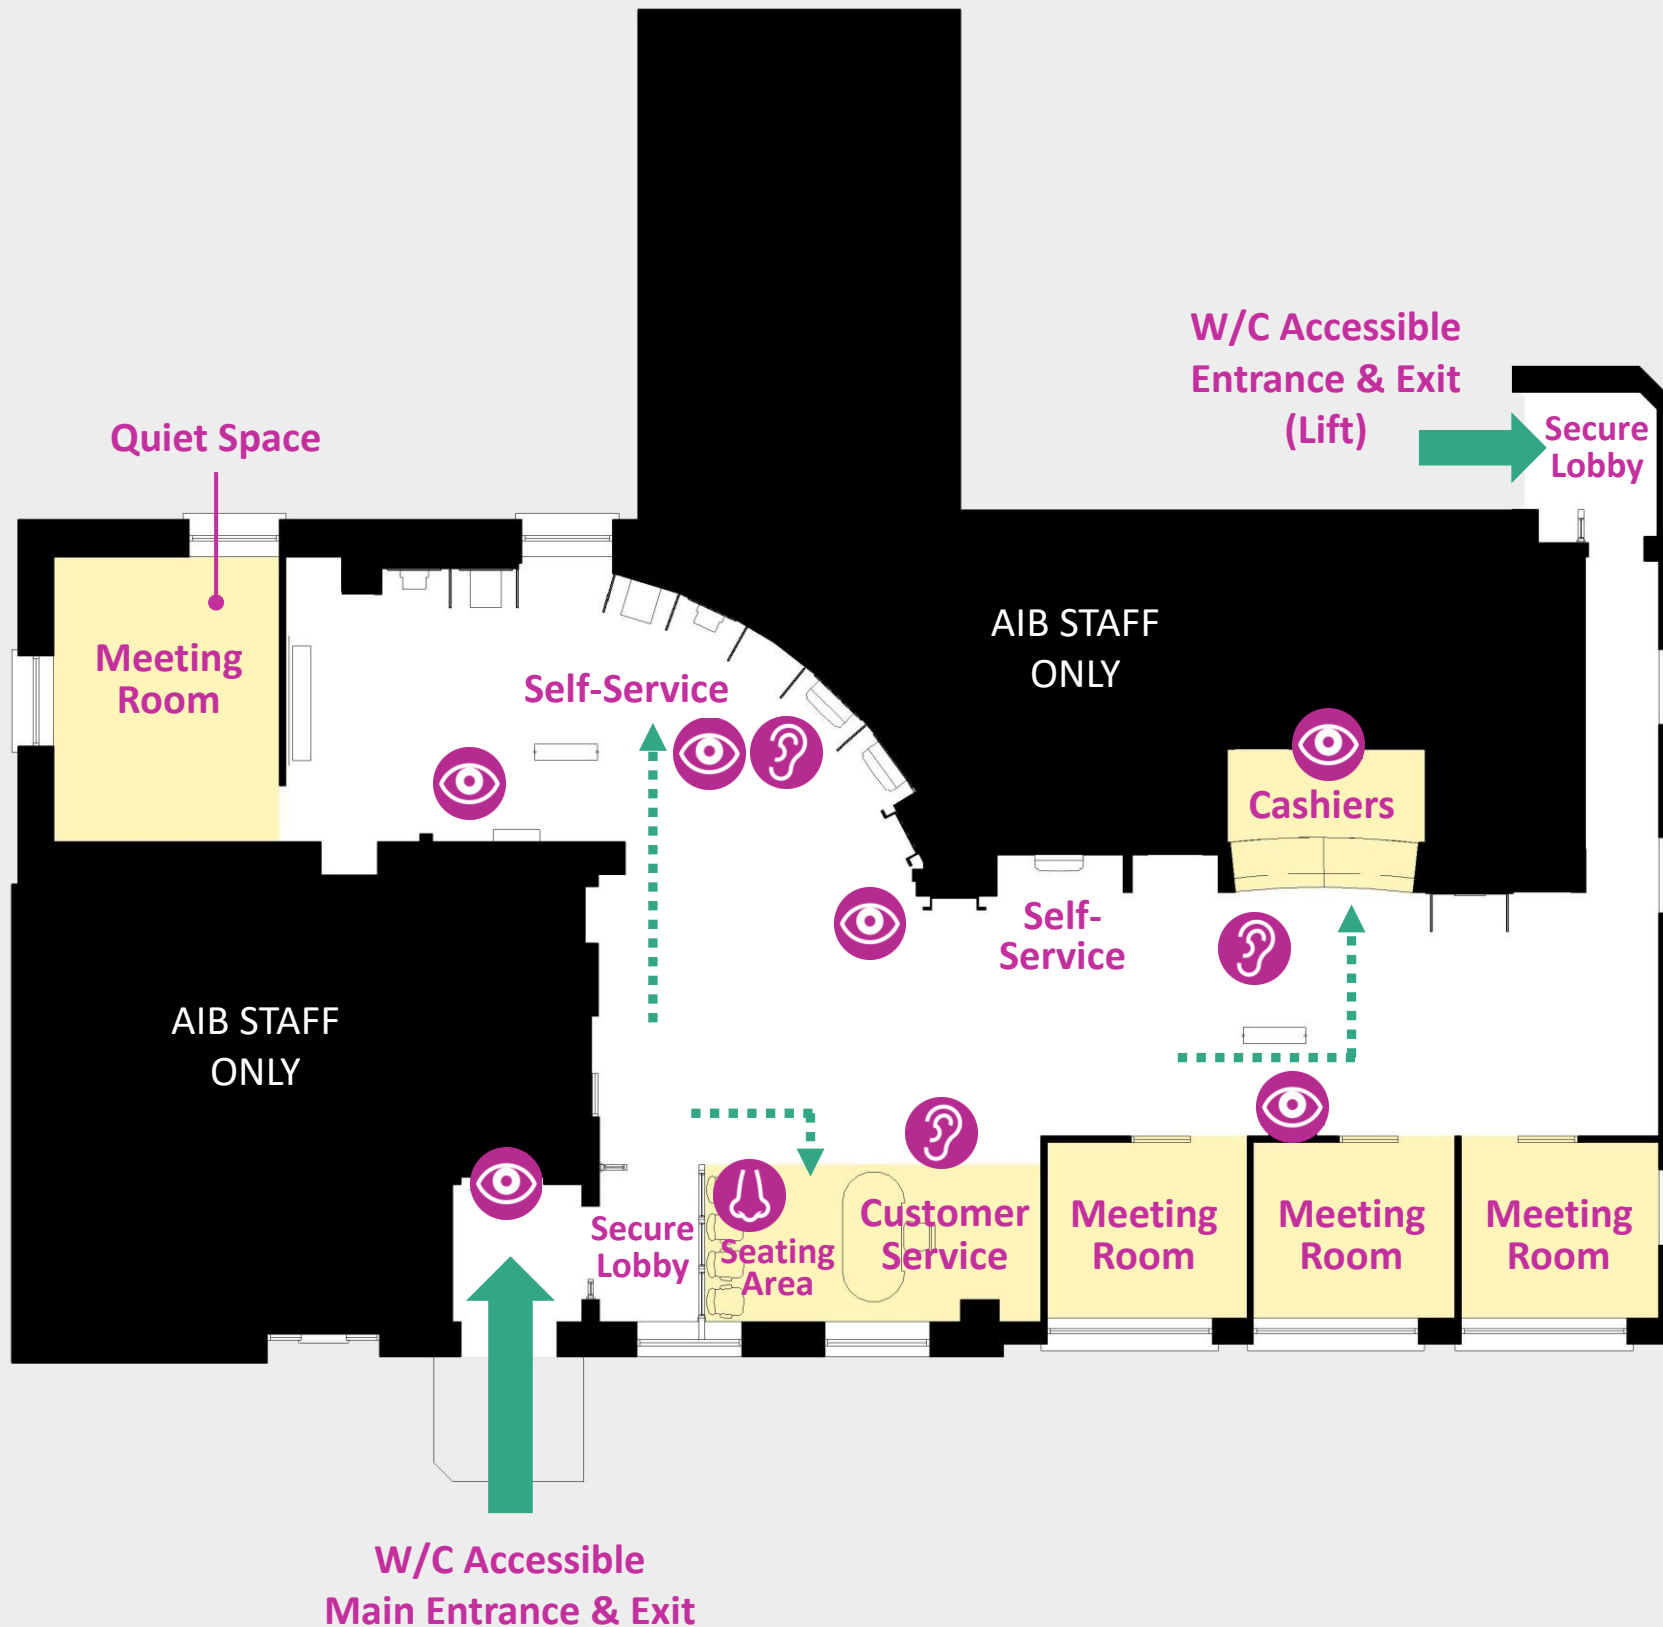 W/C Accessible
Entrance & Exit
(Lift)
Secure
Lobby
Quiet Space
Meeting
Room
Self-Service
AIB STAFF
ONLY
Cashiers
Self-
Service
AIB STAFF
ONLY
Secure
Lobby
Seating
Area
Customer
Service
Meeting
Room
Meeting
Room
Meeting
Room
W/C Accessible
Main Entrance & Exit